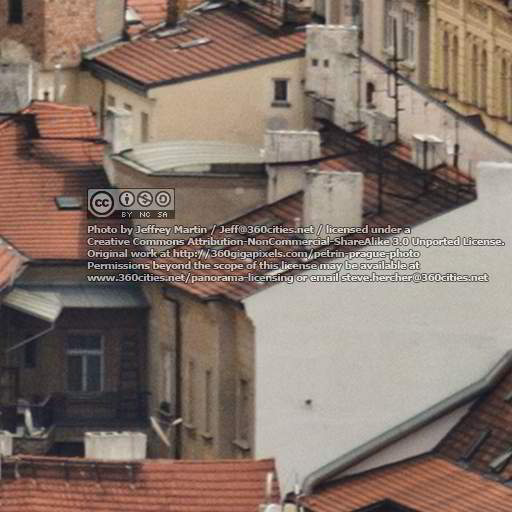 cc BY NC SA
Photo by Jeffrey Martin / Jeff@360cities.net / licensed under a
Creative Commons Attribution-NonCommercial-ShareAlike 3.0 Unported License.
Original work at http://360gigapixels.com/petrin-prague-photo
Permissions beyond the scope of this license may be available at
www.360cities.net/panorama-licensing or email steve.hercher@360cities.net